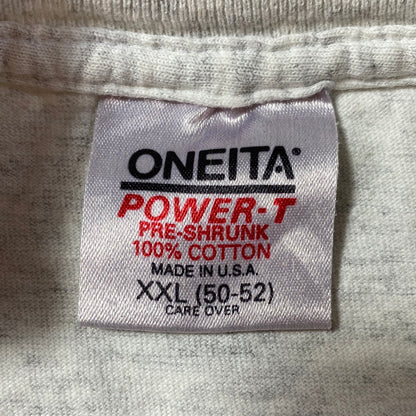 ONEITA®
POWER-T
PRE-SHRUNK
100% COTTON
MADE IN U.S.A.
XXL (50-52)
CARE OVER